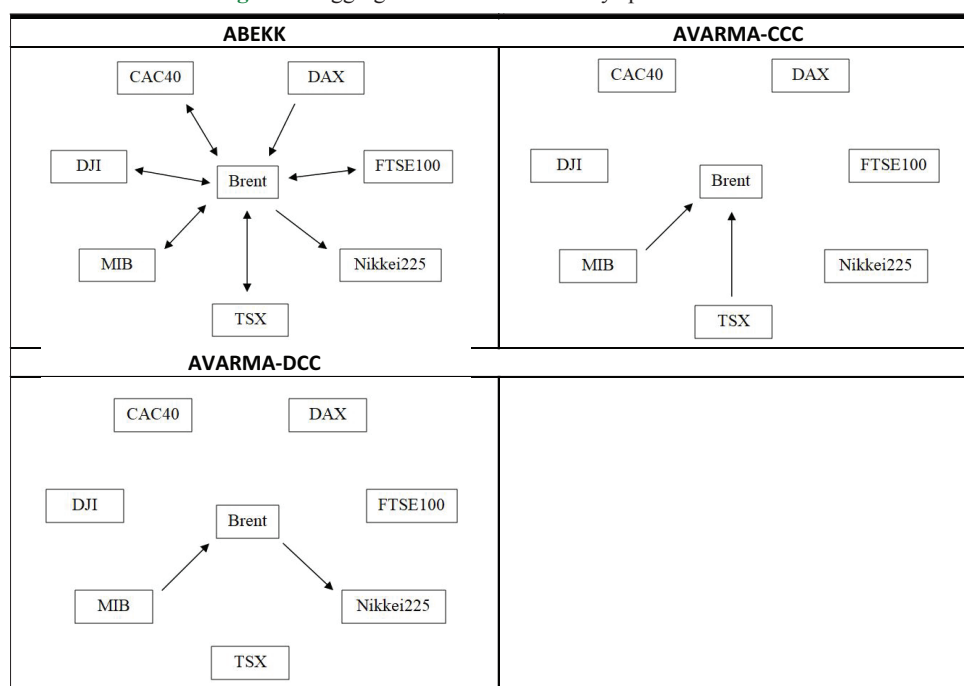 ggreg
ABEKK AVARMA-CCC
CAC40 DAX CAC40 DAX
DJI FTSE100 DJI FTSE100
Brent Brent
MIB Nikkei225 MIB Nikkei225
TSX TSX
AVARMA-DCC
CAC40 DAX
DJI FTSE100
Brent
MIB Nikkei225
TSX